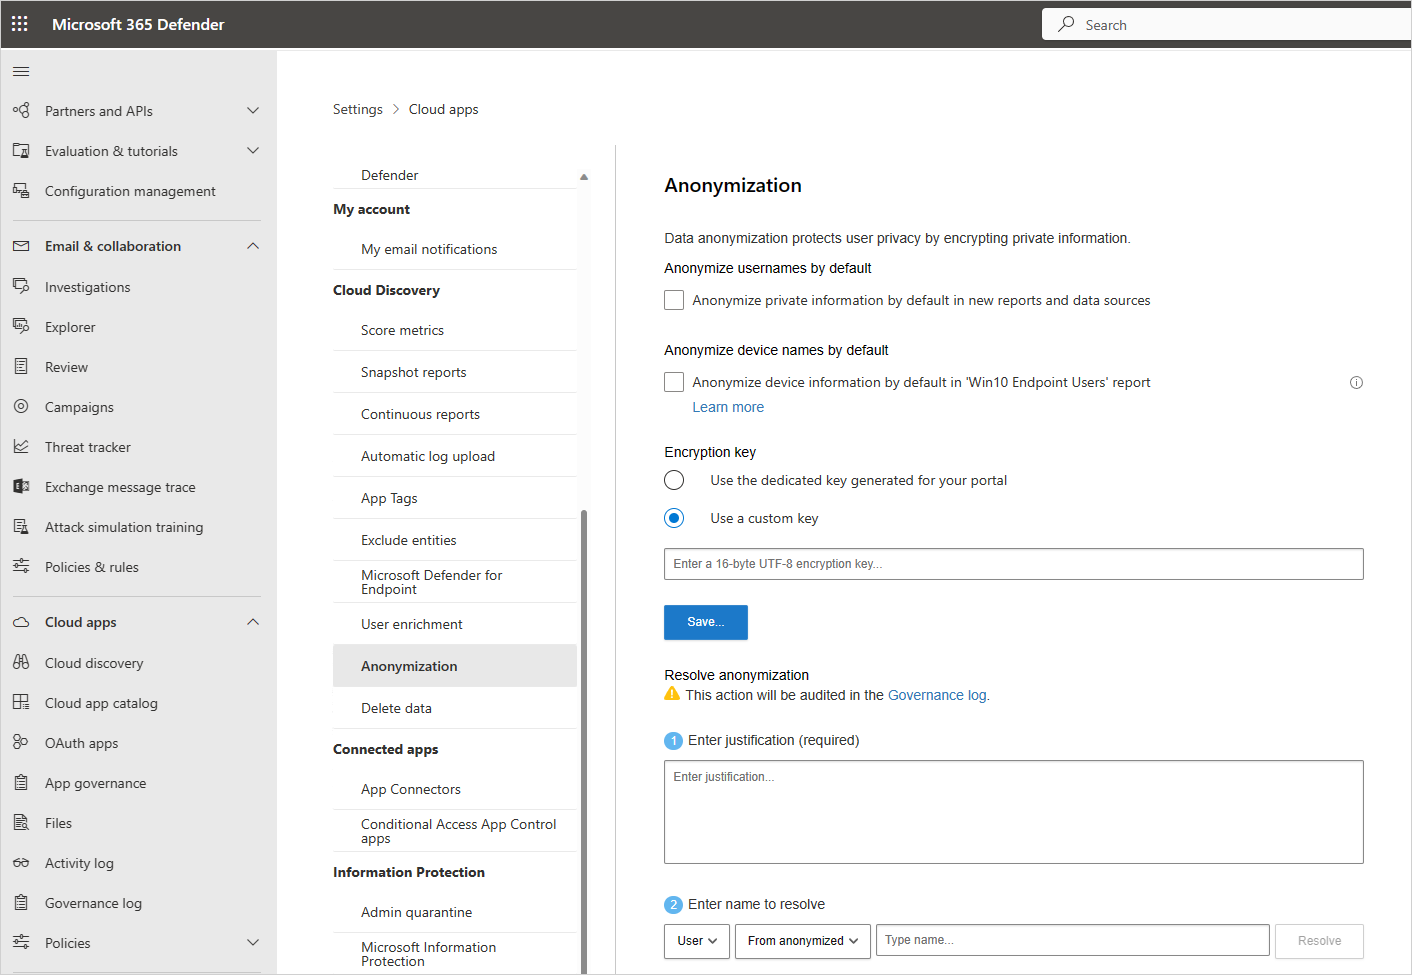 Microsoft 365 Defender
Search
Partners and APIs
Evaluation & tutorials
Configuration management
Email & collaboration
Investigations
Explorer
Review
Campaigns
Threat tracker
Exchange message trace
Attack simulation training
Policies & rules
Cloud apps
Cloud discovery
Cloud app catalog
OAuth apps
App governance
Files
Activity log
Governance log
Policies
Settings > Cloud apps
Defender
My account
My email notifications
Cloud Discovery
Score metrics
Snapshot reports
Continuous reports
Automatic log upload
App Tags
Exclude entities
Microsoft Defender for
Endpoint
User enrichment
Anonymization
Delete data
Connected apps
App Connectors
Conditional Access App Control
apps
Information Protection
Admin quarantine
Microsoft Information
Protection
Anonymization
Data anonymization protects user privacy by encrypting private information.
Anonymize usernames by default
Anonymize private information by default in new reports and data sources
Anonymize device names by default
Anonymize device information by default in 'Win10 Endpoint Users' report
Learn more
Encryption key
Use the dedicated key generated for your portal
Use a custom key
Enter a 16-byte UTF-8 encryption key...
Save...
Resolve anonymization
This action will be audited in the Governance log.
1 Enter justification (required)
Enter justification...
2 Enter name to resolve
User From anonymized Type name... Resolve